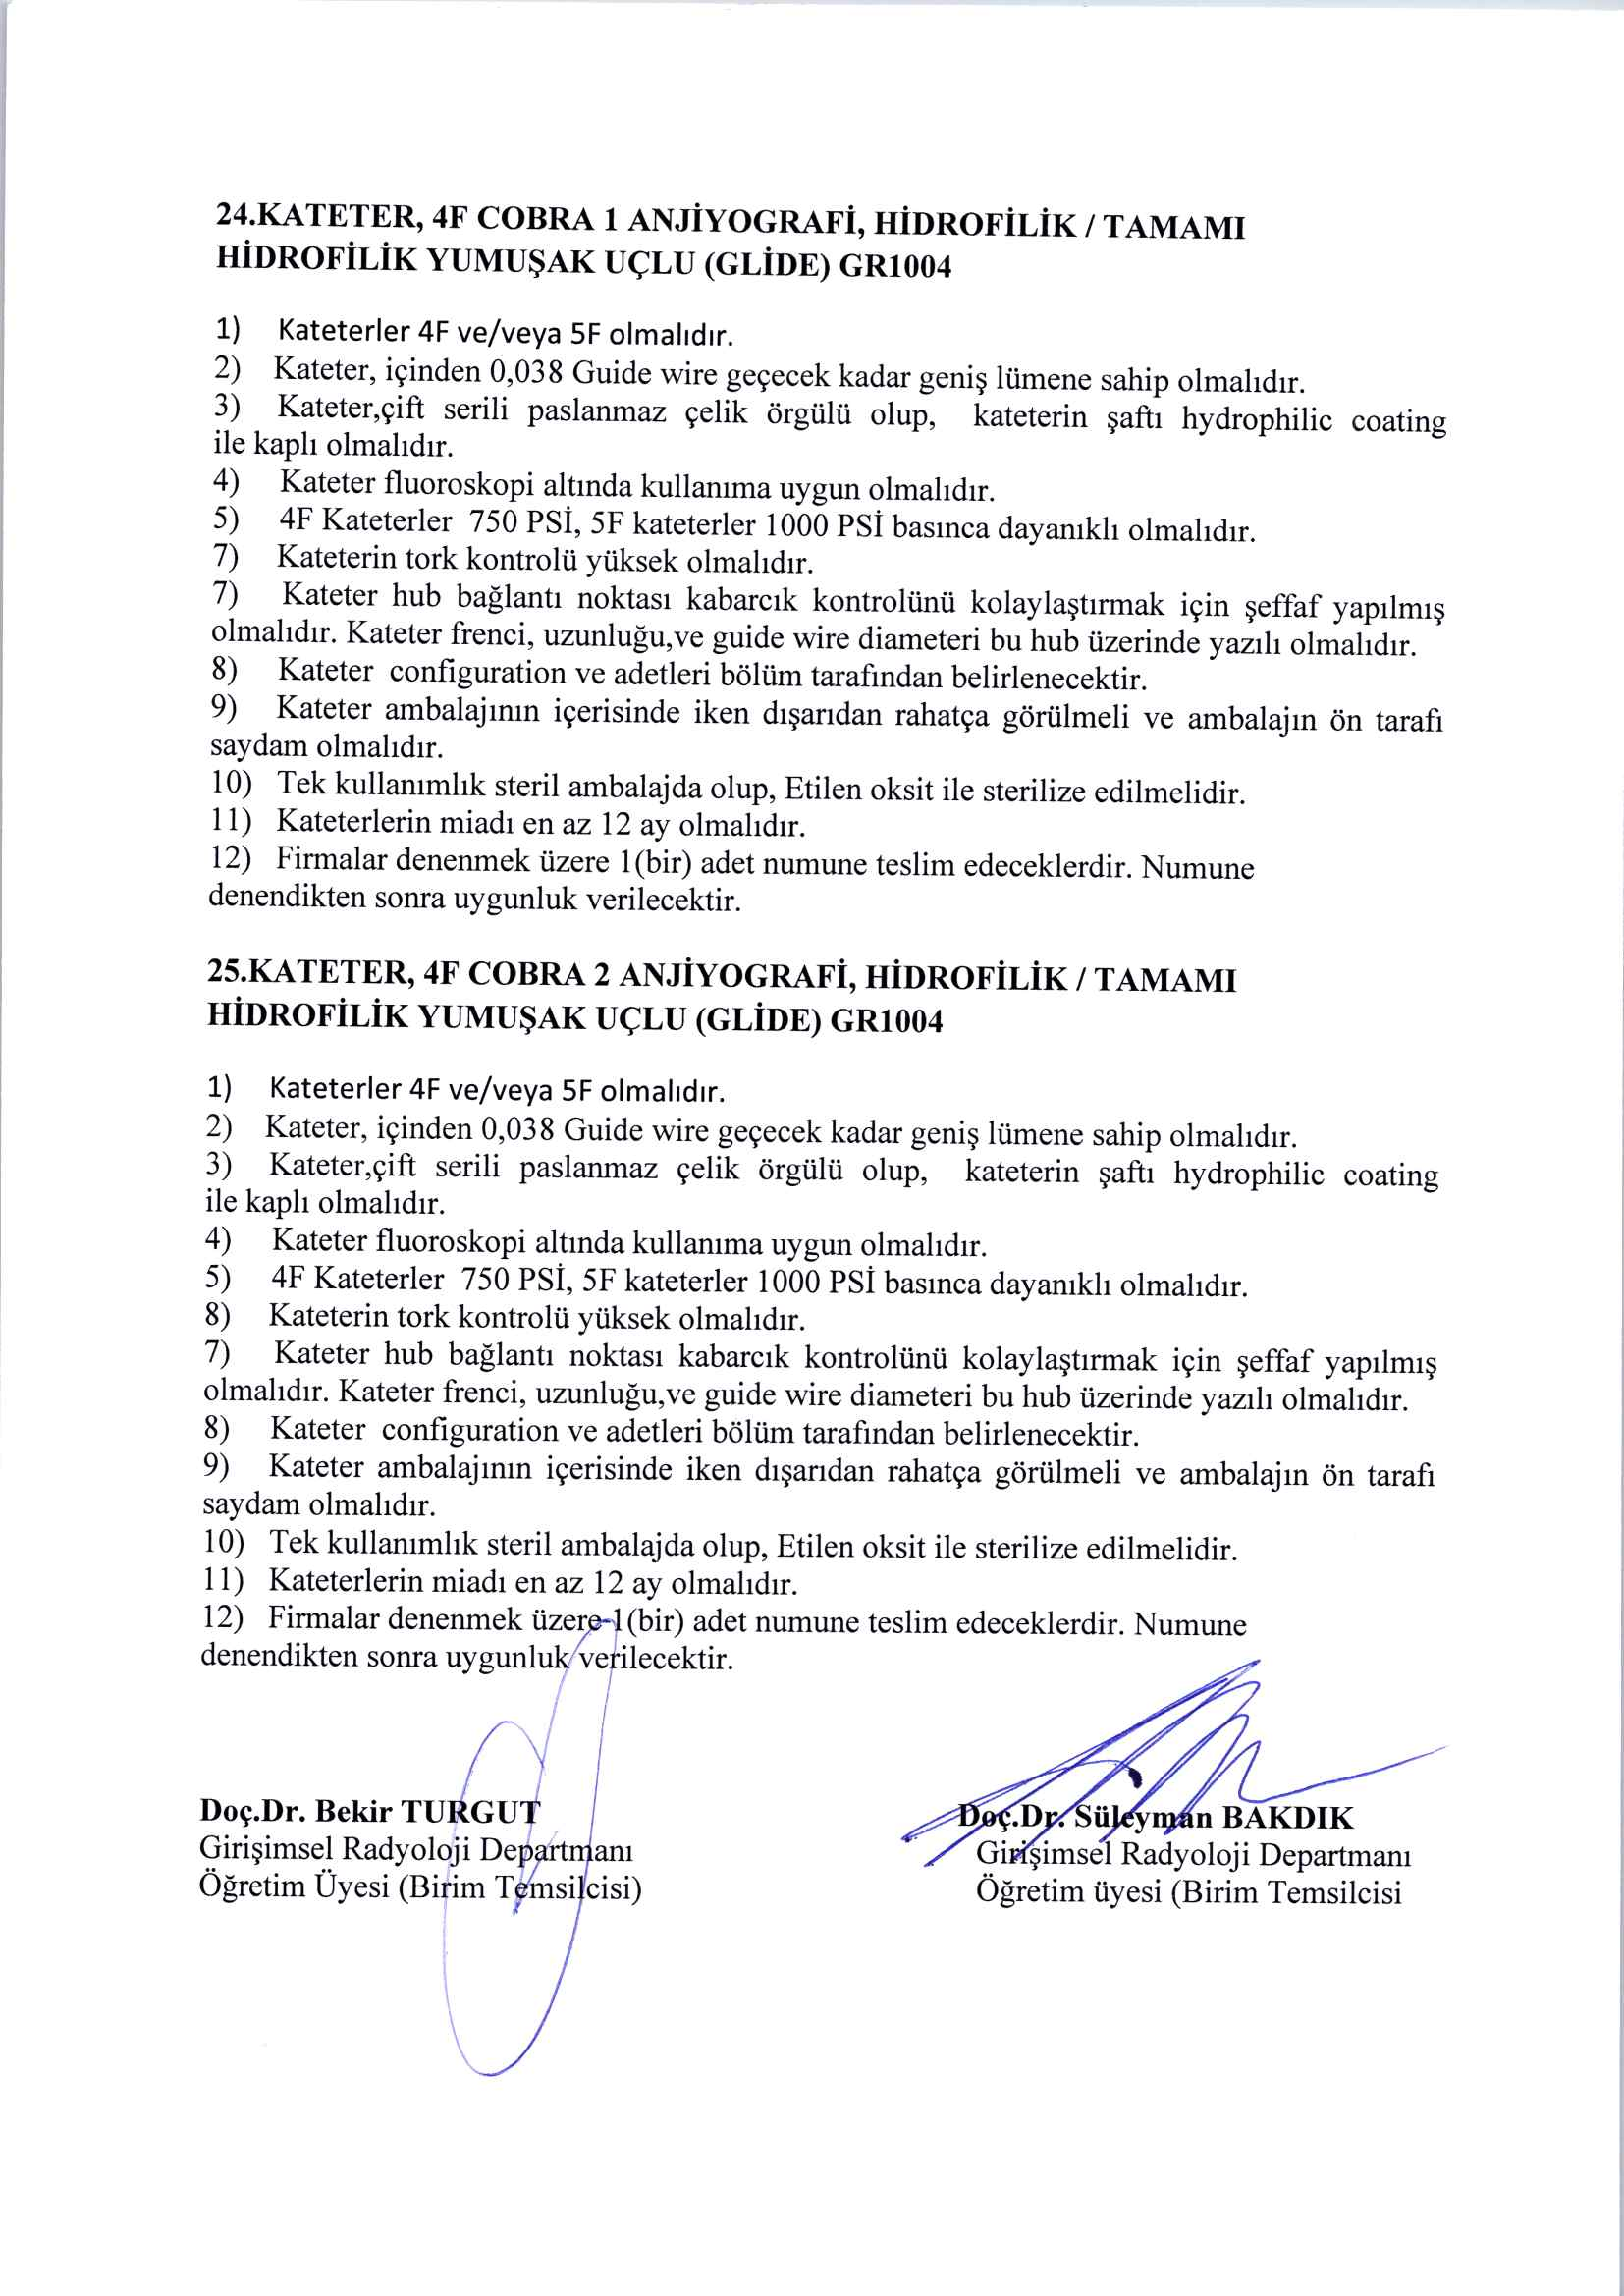 24.KATETER, 4F COBRA 1 ANJİYOGRAFİ, HİDROFİLİK / TAMAMI
HİDROFİLİK YUMUŞAK UÇLU (GLİDE) GR1004
1) Kateterler 4F ve/veya 5F olmalıdır.
2) Kateter, içinden 0,038 Guide wire geçecek kadar geniş lümene sahip olmalıdır.
3) Kateter,çift serili paslanmaz çelik örgülü olup, kateterin şaftı hydrophilic coating
ile kaplı olmalıdır.
4) Kateter fluoroskopi altında kullanıma uygun olmalıdır.
5) 4F Kateterler 750 PSİ, 5F kateterler 1000 PSİ basınca dayanıklı olmalıdır.
7) Kateterin tork kontrolü yüksek olmalıdır.
7) Kateter hub bağlantı noktası kabarcık kontrolünü kolaylaştırmak için şeffaf yapılmış
olmalıdır. Kateter frenci, uzunluğu,ve guide wire diameteri bu hub üzerinde yazılı olmalıdır.
8) Kateter configuration ve adetleri bölüm tarafından belirlenecektir.
9) Kateter ambalajının içerisinde iken dışarıdan rahatça görülmeli ve ambalajın ön tarafı
saydam olmalıdır.
10) Tek kullanımlık steril ambalajda olup, Etilen oksit ile sterilize edilmelidir.
11) Kateterlerin miadı en az 12 ay olmalıdır.
12) Firmalar denenmek üzere 1(bir) adet numune teslim edeceklerdir. Numune
denendikten sonra uygunluk verilecektir.
25.KATETER, 4F COBRA 2 ANJİYOGRAFİ, HİDROFİLİK / TAMAMI
HİDROFİLİK YUMUŞAK UÇLU (GLİDE) GR1004
1) Kateterler 4F ve/veya 5F olmalıdır.
2) Kateter, içinden 0,038 Guide wire geçecek kadar geniş lümene sahip olmalıdır.
3) Kateter,çift serili paslanmaz çelik örgülü olup, kateterin şaftı hydrophilic coating
ile kaplı olmalıdır.
4) Kateter fluoroskopi altında kullanıma uygun olmalıdır.
5) 4F Kateterler 750 PSİ, 5F kateterler 1000 PSİ basınca dayanıklı olmalıdır.
8) Kateterin tork kontrolü yüksek olmalıdır.
7) Kateter hub bağlantı noktası kabarcık kontrolünü kolaylaştırmak için şeffaf yapılmış
olmalıdır. Kateter frenci, uzunluğu,ve guide wire diameteri bu hub üzerinde yazılı olmalıdır.
8) Kateter configuration ve adetleri bölüm tarafından belirlenecektir.
9) Kateter ambalajının içerisinde iken dışarıdan rahatça görülmeli ve ambalajın ön tarafı
saydam olmalıdır.
10) Tek kullanımlık steril ambalajda olup, Etilen oksit ile sterilize edilmelidir.
11) Kateterlerin miadı en az 12 ay olmalıdır.
12) Firmalar denenmek üzere 1(bir) adet numune teslim edeceklerdir. Numune
denendikten sonra uygunluk verilecektir.
Doç.Dr. Bekir TURGUT
Girişimsel Radyoloji Departmanı
Öğretim Üyesi (Birim Temsilcisi)
Doç.Dr. Süleyman BAKDIK
Girişimsel Radyoloji Departmanı
Öğretim üyesi (Birim Temsilcisi